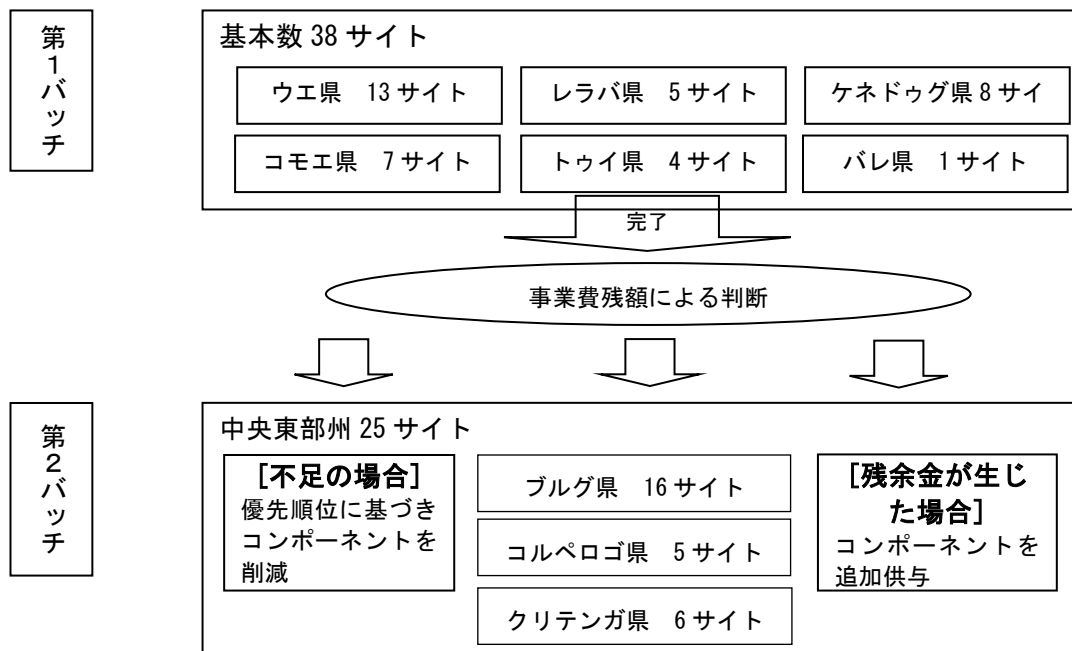 第1バッチ
基本数 38 サイト
ウエ県 13 サイト
レラバ県 5 サイト
ケネドゥグ県 8 サイ
コモエ県 7 サイト
トゥイ県 4 サイト
バレ県 1 サイト
完了
事業費残額による判断
第2バッチ
中央東部州 25 サイト
[不足の場合]
優先順位に基づき
コンポーネントを
削減
ブルグ県 16 サイト
コルペロゴ県 5 サイト
クリテンガ県 6 サイト
[残余金が生じ
た場合]
コンポーネントを
追加供与